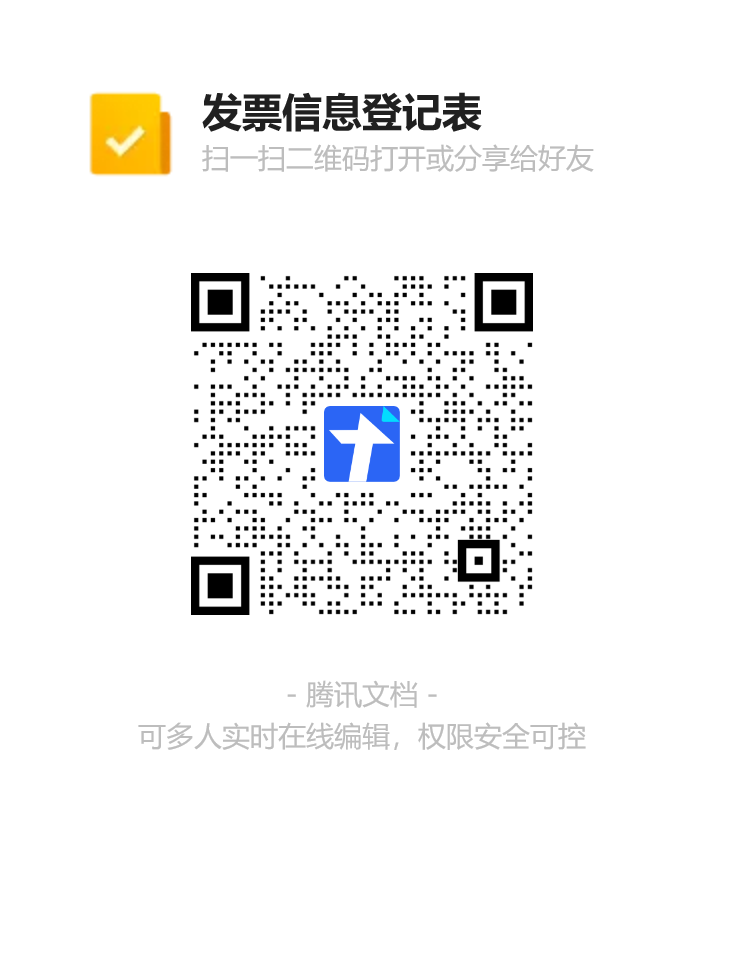 发票信息登记表
扫一扫二维码打开或分享给好友
- 腾讯文档 -
可多人实时在线编辑，权限安全可控